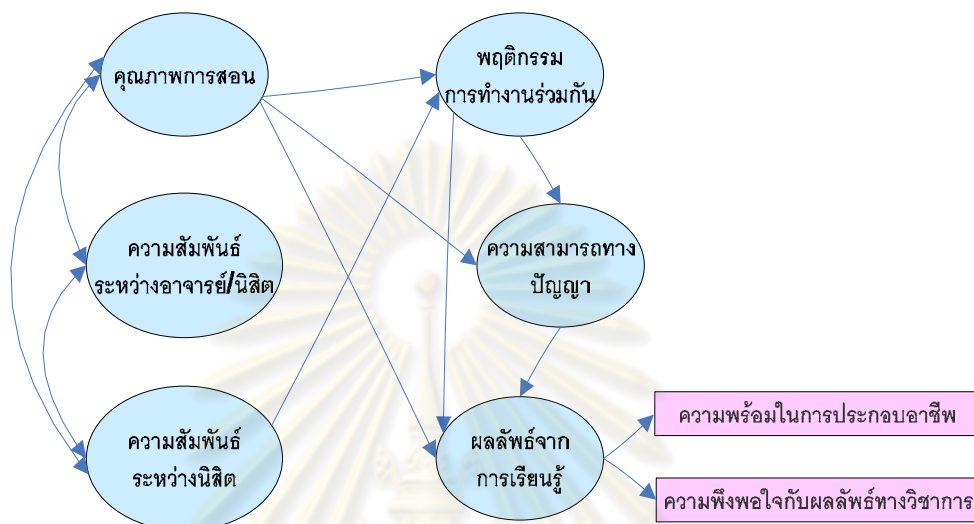 คุณภาพการสอน
พฤติกรรม
การทำงานร่วมกัน
ความสัมพันธ์
ระหว่างอาจารย์/นิสิต
ความสามารถทาง
ปัญญา
ความสัมพันธ์
ระหว่างนิสิต
ผลลัพธ์จาก
การเรียนรู้
ความพร้อมในการประกอบอาชีพ
ความพึงพอใจกับผลลัพธ์ทางวิชาการ